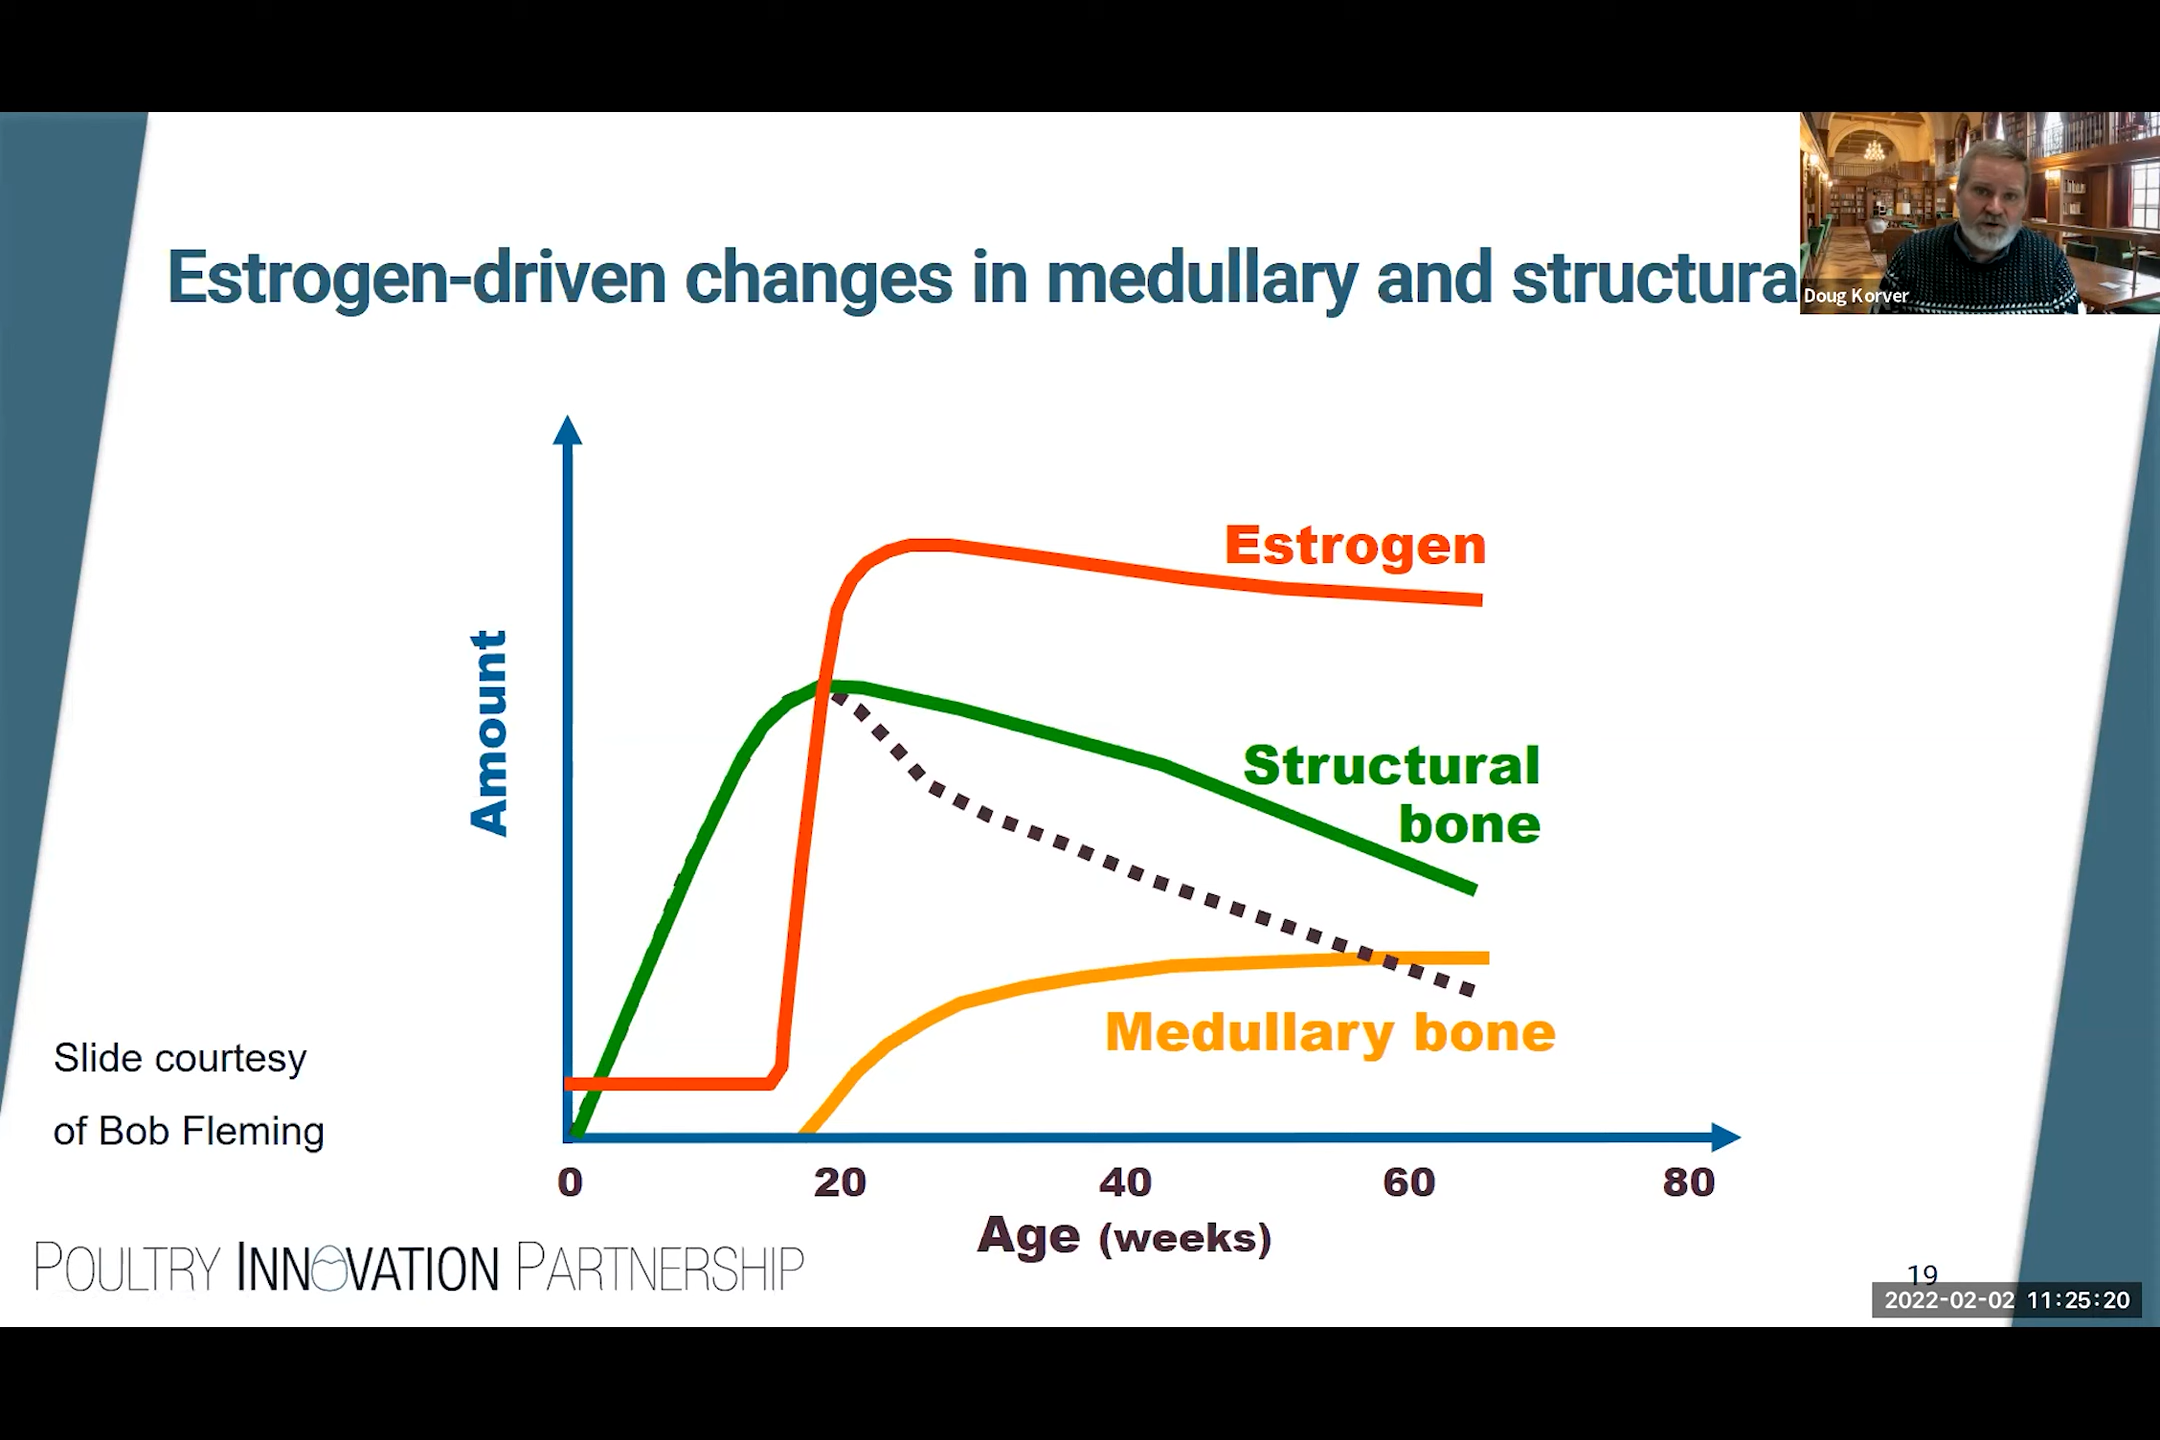 Estrogen-driven changes in medullary and structura
Doug Korver
Estrogen
Structural
bone
Medullary bone
Amount
0 20 40 60 80
Age (weeks)
Slide courtesy
of Bob Fleming
POULTRY INNOVATION PARTNERSHIP
19
2022-02-02 11:25:20